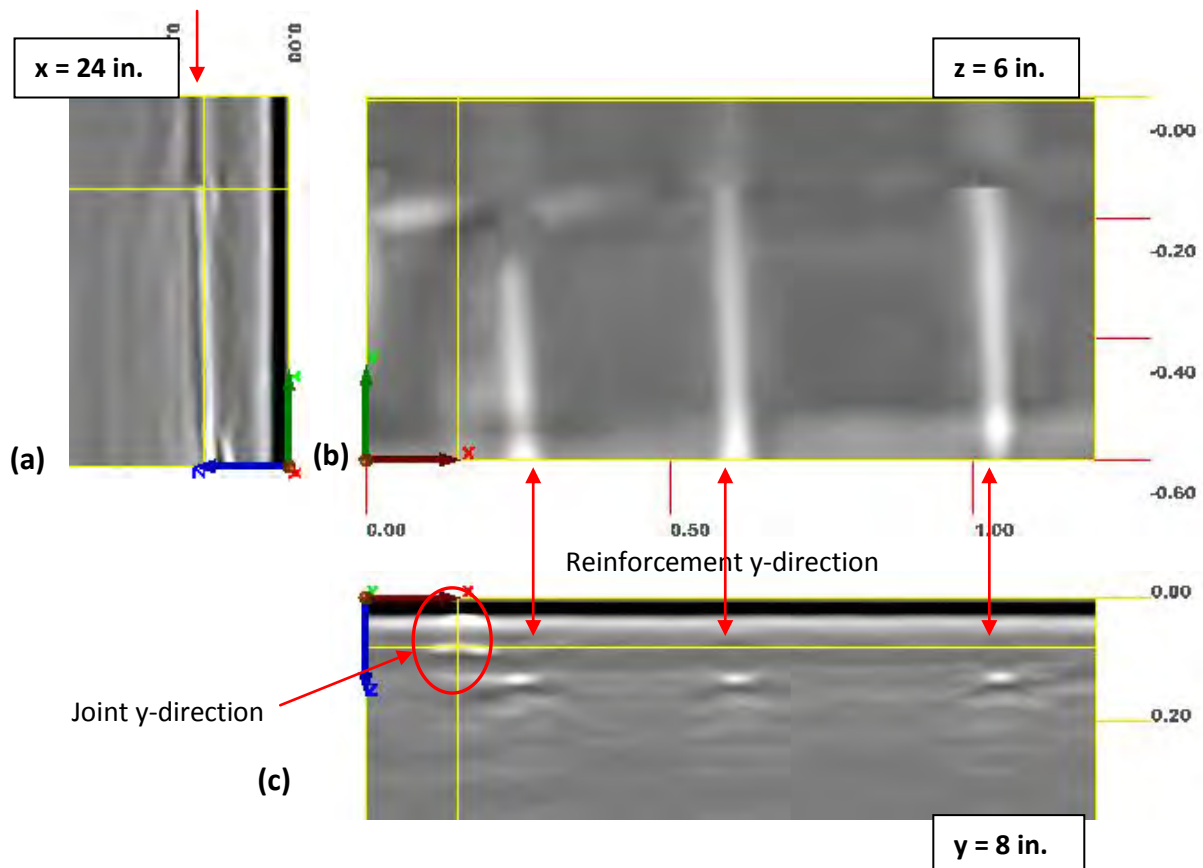 x = 24 in.
0.00
z = 6 in.
-0.00
-0.20
-0.40
-0.60
(a)
Y
Z
X
(b)
Y
X
0.00
0.50
1.00
Reinforcement y-direction
Y
X
Z
0.00
0.20
Joint y-direction
(c)
y = 8 in.